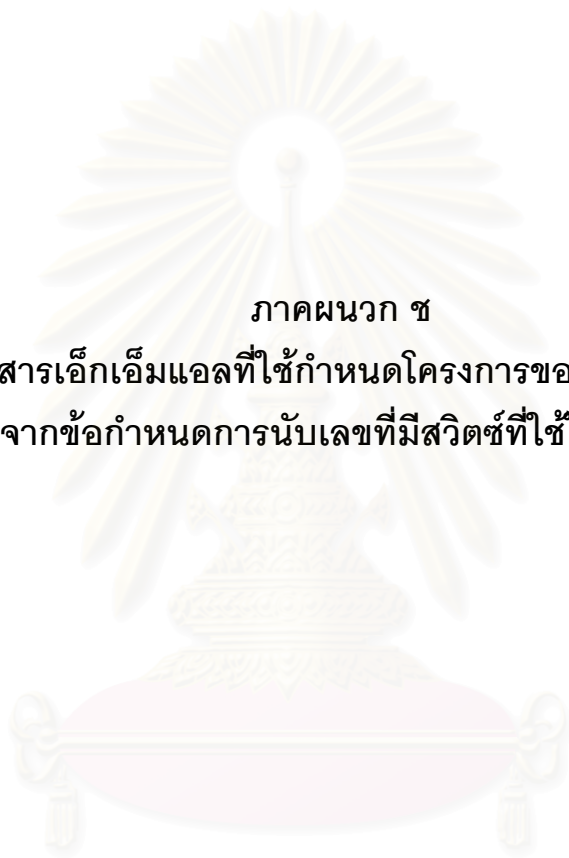 ภาคผนวก ช
สารเอ็กเอ็มแอลที่ใช้กำหนดโครงการขอ
จากข้อกำหนดการนับเลขที่มีสวิตซ์ที่ใช้